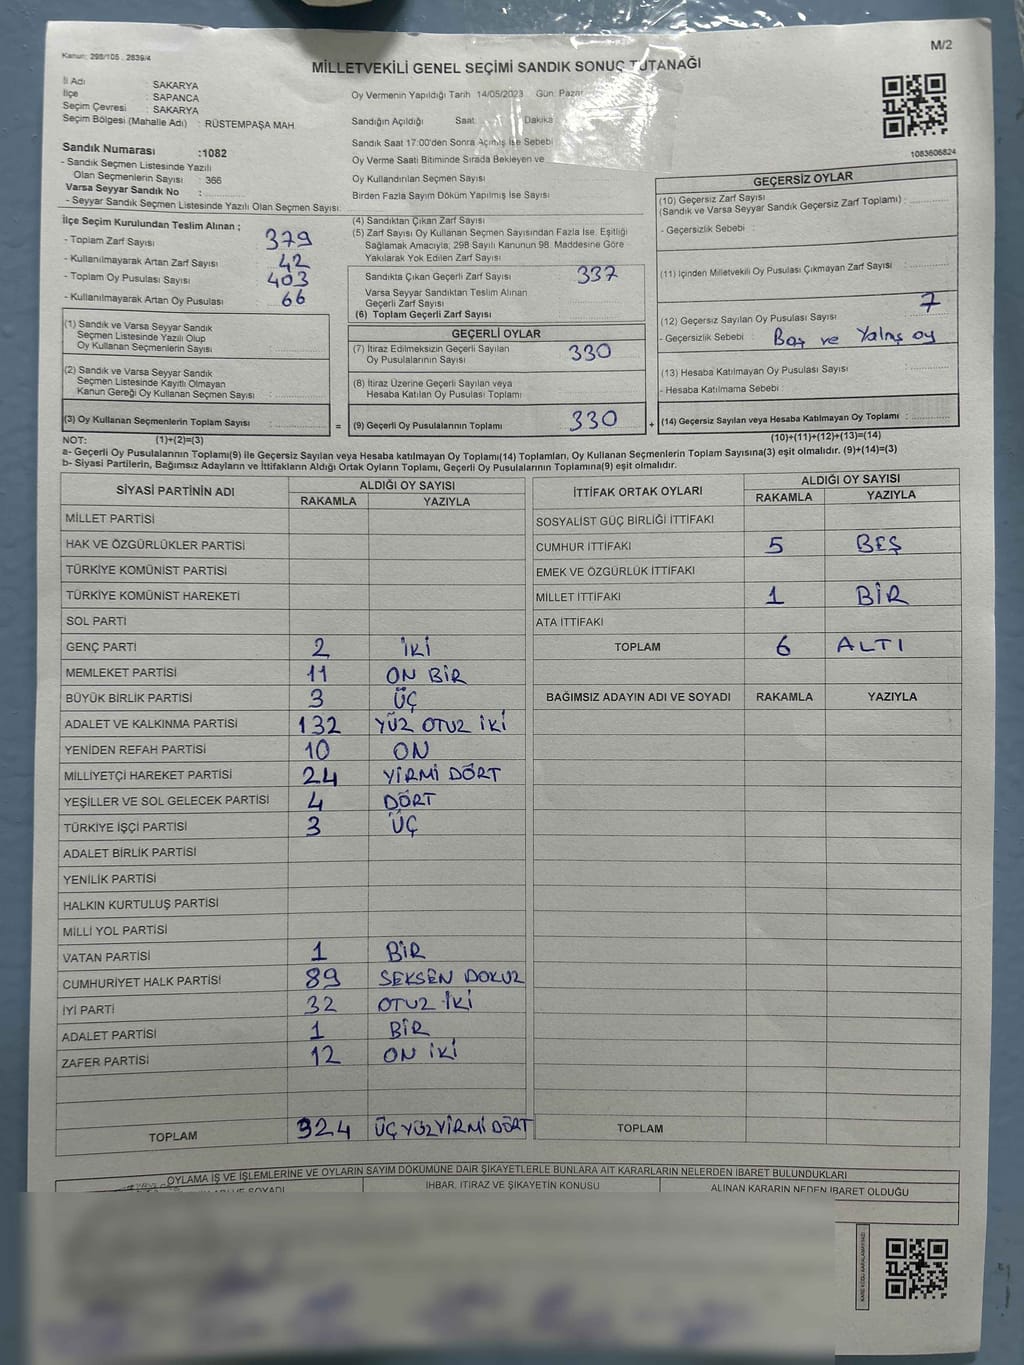 Kanun: 298/105 , 2839/4
M/2
MİLLETVEKİLİ GENEL SEÇİMİ SANDIK SONUÇ TUTANAĞI
İl Adı : SAKARYA
İlçe : SAPANCA
Seçim Çevresi : SAKARYA
Seçim Bölgesi (Mahalle Adı) : RÜSTEMPAŞA MAH.
Sandık Numarası :1082
- Sandık Seçmen Listesinde Yazılı
Olan Seçmenlerin Sayısı : 366
Varsa Seyyar Sandık No :
- Seyyar Sandık Seçmen Listesinde Yazılı Olan Seçmen Sayısı:
Oy Vermenin Yapıldığı Tarih 14/05/2023 Gün: Pazar
Sandığın Açıldığı Saat Dakika
Sandık Saat 17:00'den Sonra Açılmış İse Sebebi
Oy Verme Saati Bitiminde Sırada Bekleyen ve
Oy Kullandırılan Seçmen Sayısı
Birden Fazla Sayım Döküm Yapılmış İse Sayısı
1083606824
İlçe Seçim Kurulundan Teslim Alınan ;
- Toplam Zarf Sayısı : 379
- Kullanılmayarak Artan Zarf Sayısı : 42
- Toplam Oy Pusulası Sayısı : 403
- Kullanılmayarak Artan Oy Pusulası : 66
(4) Sandıktan Çıkan Zarf Sayısı
(5) Zarf Sayısı Oy Kullanan Seçmen Sayısından Fazla İse, Eşitliği
Sağlamak Amacıyla; 298 Sayılı Kanunun 98. Maddesine Göre
Yakılarak Yok Edilen Zarf Sayısı
Sandıkta Çıkan Geçerli Zarf Sayısı 337
Varsa Seyyar Sandıktan Teslim Alınan
Geçerli Zarf Sayısı
(6) Toplam Geçerli Zarf Sayısı
GEÇERSİZ OYLAR
(10) Geçersiz Zarf Sayısı
(Sandık ve Varsa Seyyar Sandık Geçersiz Zarf Toplamı) :
- Geçersizlik Sebebi :
(11) İçinden Milletvekili Oy Pusulası Çıkmayan Zarf Sayısı
(12) Geçersiz Sayılan Oy Pusulası Sayısı : 7
- Geçersizlik Sebebi : Boş ve Yalnış oy
(13) Hesaba Katılmayan Oy Pusulası Sayısı :
- Hesaba Katılmama Sebebi :
(14) Geçersiz Sayılan veya Hesaba Katılmayan Oy Toplamı :
(1) Sandık ve Varsa Seyyar Sandık
Seçmen Listesinde Yazılı Olup
Oy Kullanan Seçmenlerin Sayısı :
(2) Sandık ve Varsa Seyyar Sandık
Seçmen Listesinde Kayıtlı Olmayan
Kanun Gereği Oy Kullanan Seçmen Sayısı :
(3) Oy Kullanan Seçmenlerin Toplam Sayısı :
=
GEÇERLİ OYLAR
(7) İtiraz Edilmeksizin Geçerli Sayılan
Oy Pusulalarının Sayısı 330
(8) İtiraz Üzerine Geçerli Sayılan veya
Hesaba Katılan Oy Pusulası Toplamı
(9) Geçerli Oy Pusulalarının Toplamı 330
+
NOT: (1)+(2)=(3)
(10)+(11)+(12)+(13)=(14)
a- Geçerli Oy Pusulalarının Toplamı(9) ile Geçersiz Sayılan veya Hesaba katılmayan Oy Toplamı(14) Toplamları, Oy Kullanan Seçmenlerin Toplam Sayısına(3) eşit olmalıdır. (9)+(14)=(3)
b- Siyasi Partilerin, Bağımsız Adayların ve İttifakların Aldığı Ortak Oyların Toplamı, Geçerli Oy Pusulalarının Toplamına(9) eşit olmalıdır.
SİYASİ PARTİNİN ADI ALDIĞI OY SAYISI
RAKAMLA YAZIYLA
MİLLET PARTİSİ
HAK VE ÖZGÜRLÜKLER PARTİSİ
TÜRKİYE KOMÜNİST PARTİSİ
TÜRKİYE KOMÜNİST HAREKETİ
SOL PARTİ
GENÇ PARTİ 2 İKİ
MEMLEKET PARTİSİ 11 ON BİR
BÜYÜK BİRLİK PARTİSİ 3 ÜÇ
ADALET VE KALKINMA PARTİSİ 132 YÜZ OTUZ İKİ
YENİDEN REFAH PARTİSİ 10 ON
MİLLİYETÇİ HAREKET PARTİSİ 24 YİRMİ DÖRT
YEŞİLLER VE SOL GELECEK PARTİSİ 4 DÖRT
TÜRKİYE İŞÇİ PARTİSİ 3 ÜÇ
ADALET BİRLİK PARTİSİ
YENİLİK PARTİSİ
HALKIN KURTULUŞ PARTİSİ
MİLLİ YOL PARTİSİ
VATAN PARTİSİ 1 BİR
CUMHURİYET HALK PARTİSİ 89 SEKSEN DOKUZ
İYİ PARTİ 32 OTUZ İKİ
ADALET PARTİSİ 1 BİR
ZAFER PARTİSİ 12 ON İKİ
TOPLAM 324 ÜÇYÜZYİRMİDÖRT
İTTİFAK ORTAK OYLARI ALDIĞI OY SAYISI
RAKAMLA YAZIYLA
SOSYALİST GÜÇ BİRLİĞİ İTTİFAKI
CUMHUR İTTİFAKI 5 BEŞ
EMEK VE ÖZGÜRLÜK İTTİFAKI
MİLLET İTTİFAKI 1 BİR
ATA İTTİFAKI
TOPLAM 6 ALTI
BAĞIMSIZ ADAYIN ADI VE SOYADI RAKAMLA YAZIYLA
TOPLAM
OYLAMA İŞ VE İŞLEMLERİNE VE OYLARIN SAYIM DÖKÜMÜNE DAİR ŞİKAYETLERLE BUNLARA AİT KARARLARIN NELERDEN İBARET BULUNDUKLARI
SOYADI İHBAR, İTİRAZ VE ŞİKAYETİN KONUSU ALINAN KARARIN NEDEN İBARET OLDUĞU